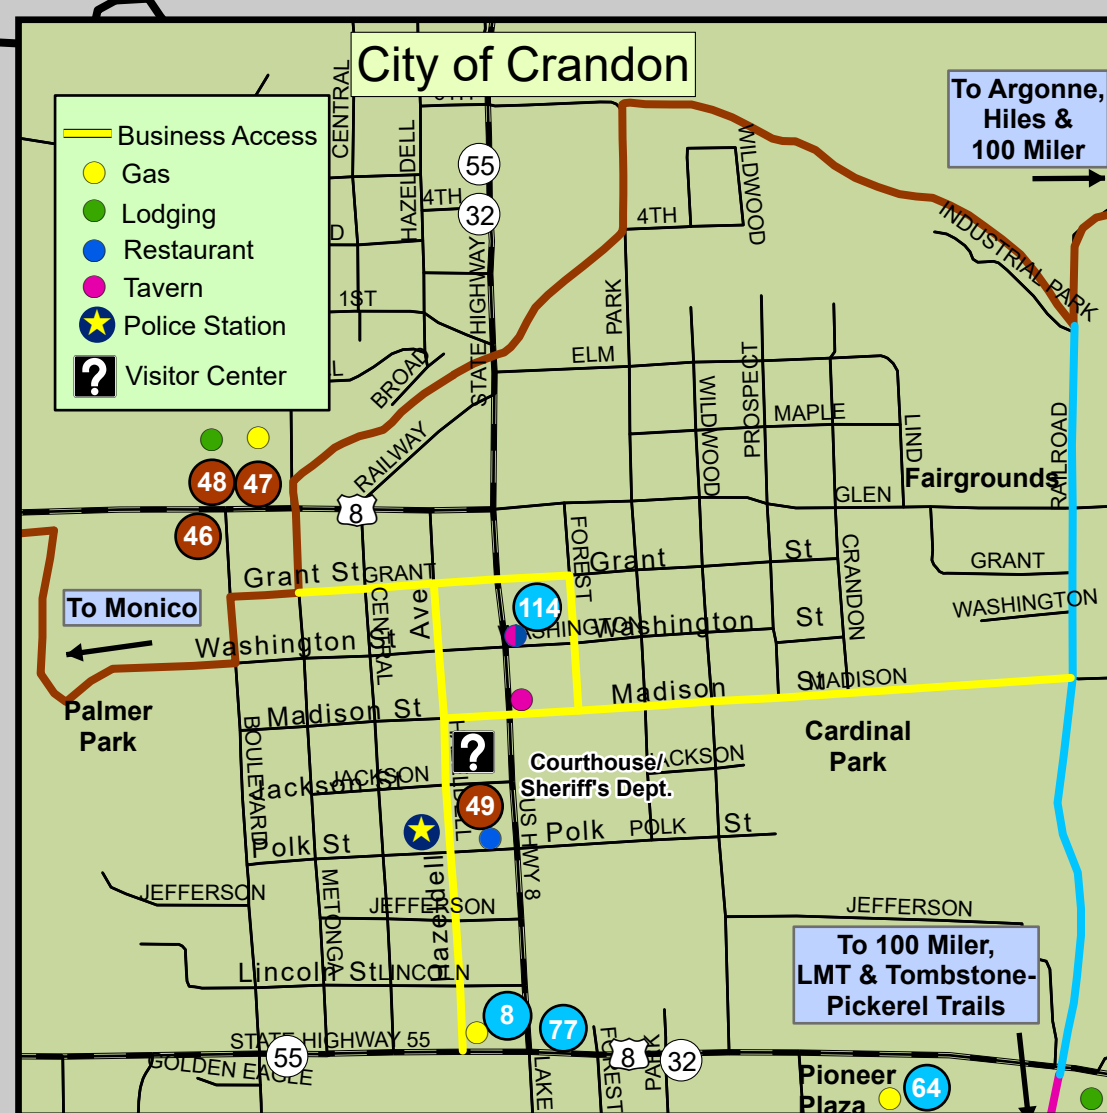 City of Crandon
Business Access
Gas
Lodging
Restaurant
Tavern
Police Station
Visitor Center
To Argonne,
Hiles &
100 Miler
CENTRAL
HAZELDELL
55
4TH
32
STATE HIGHWAY
4TH
WILDWOOD
INDUSTRIAL PARK
1ST
PARK
ELM
BROAD
RAILWAY
WILDWOOD
PROSPECT
MAPLE
LIND
RAILROAD
Fairgrounds
GLEN
48
47
46
8
FOREST
Grant
St
CRANDON
GRANT
Grant St
GRANT
CENTRAL
Ave
114
To Monico
WASHINGTON
Washington St
Washington
St
Madison
St
MADISON
Palmer
Park
Madison St
BOULEVARD
Cardinal
Park
Courthouse/
Sheriff's Dept.
JACKSON
Jackson St
49
US HWY 8
Polk St
Polk
POLK
St
METONGA
Hazeldell
JEFFERSON
JEFFERSON
JEFFERSON
Lincoln St
LINCOLN
To 100 Miler,
LMT & Tombstone-
Pickerel Trails
8
77
STATE HIGHWAY 55
55
GOLDEN EAGLE
LAKE
FOREST
8
PARK
32
Pioneer
Plaza
64